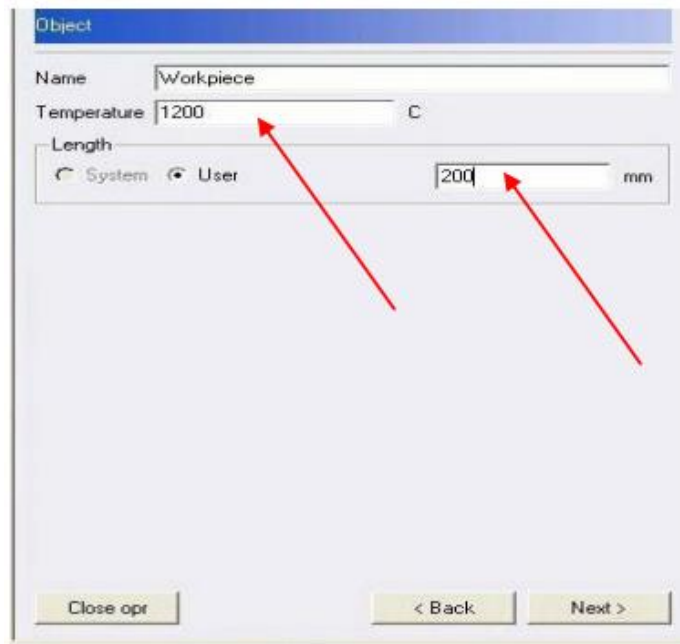 Object
Name Workpiece
Temperature 1200 C
Length
System User 200 mm
Close opr < Back Next >